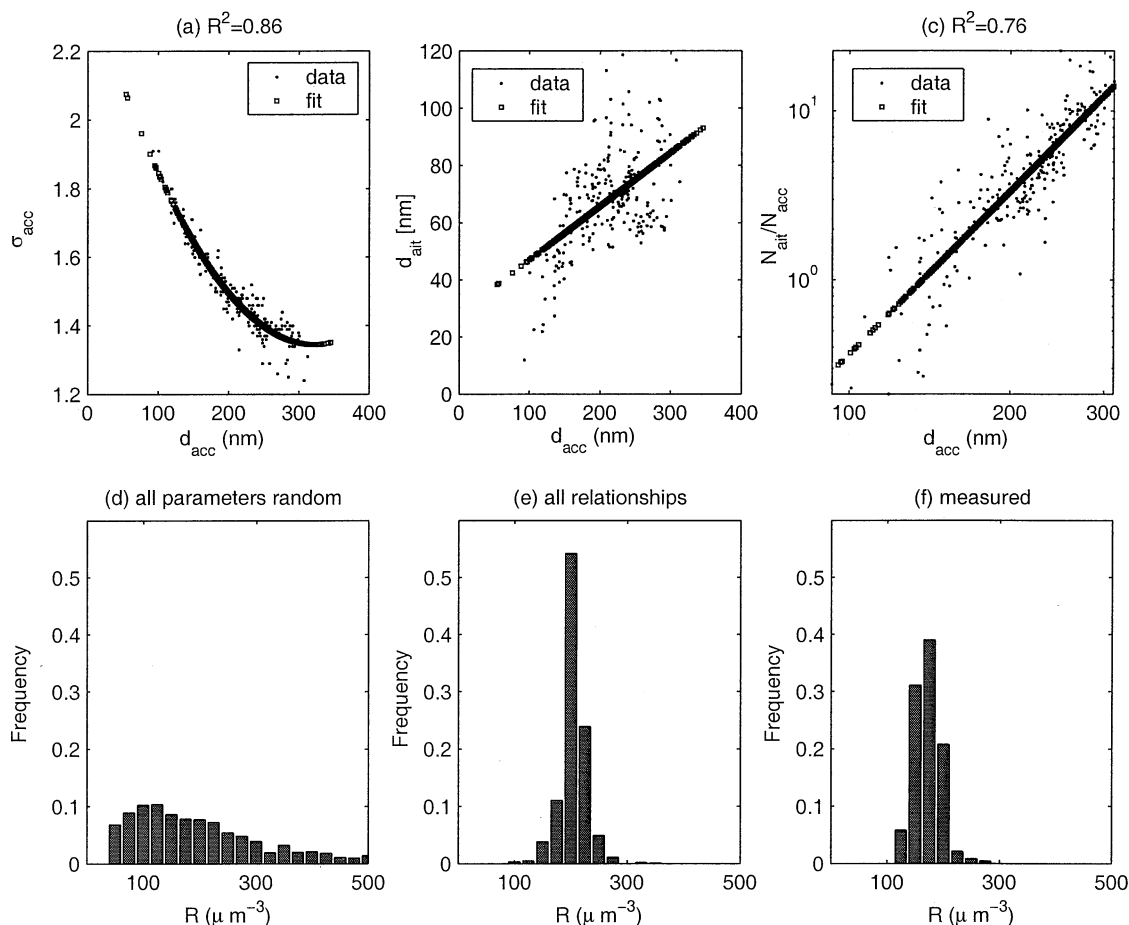 (a) R²=0.86
2.2
2
1.8
1.6
1.4
1.2
σacc
0
100
200
300
400
dacc (nm)
data
fit
120
100
80
60
40
20
0
dait [nm]
0
100
200
300
400
dacc (nm)
data
fit
(c) R²=0.76
10¹
10⁰
Nait/Nacc
100
200
300
dacc (nm)
data
fit
(d) all parameters random
0.5
0.4
0.3
0.2
0.1
0
Frequency
100
300
500
R (μ m⁻³)
(e) all relationships
0.5
0.4
0.3
0.2
0.1
0
Frequency
100
300
500
R (μ m⁻³)
(f) measured
0.5
0.4
0.3
0.2
0.1
0
Frequency
100
300
500
R (μ m⁻³)